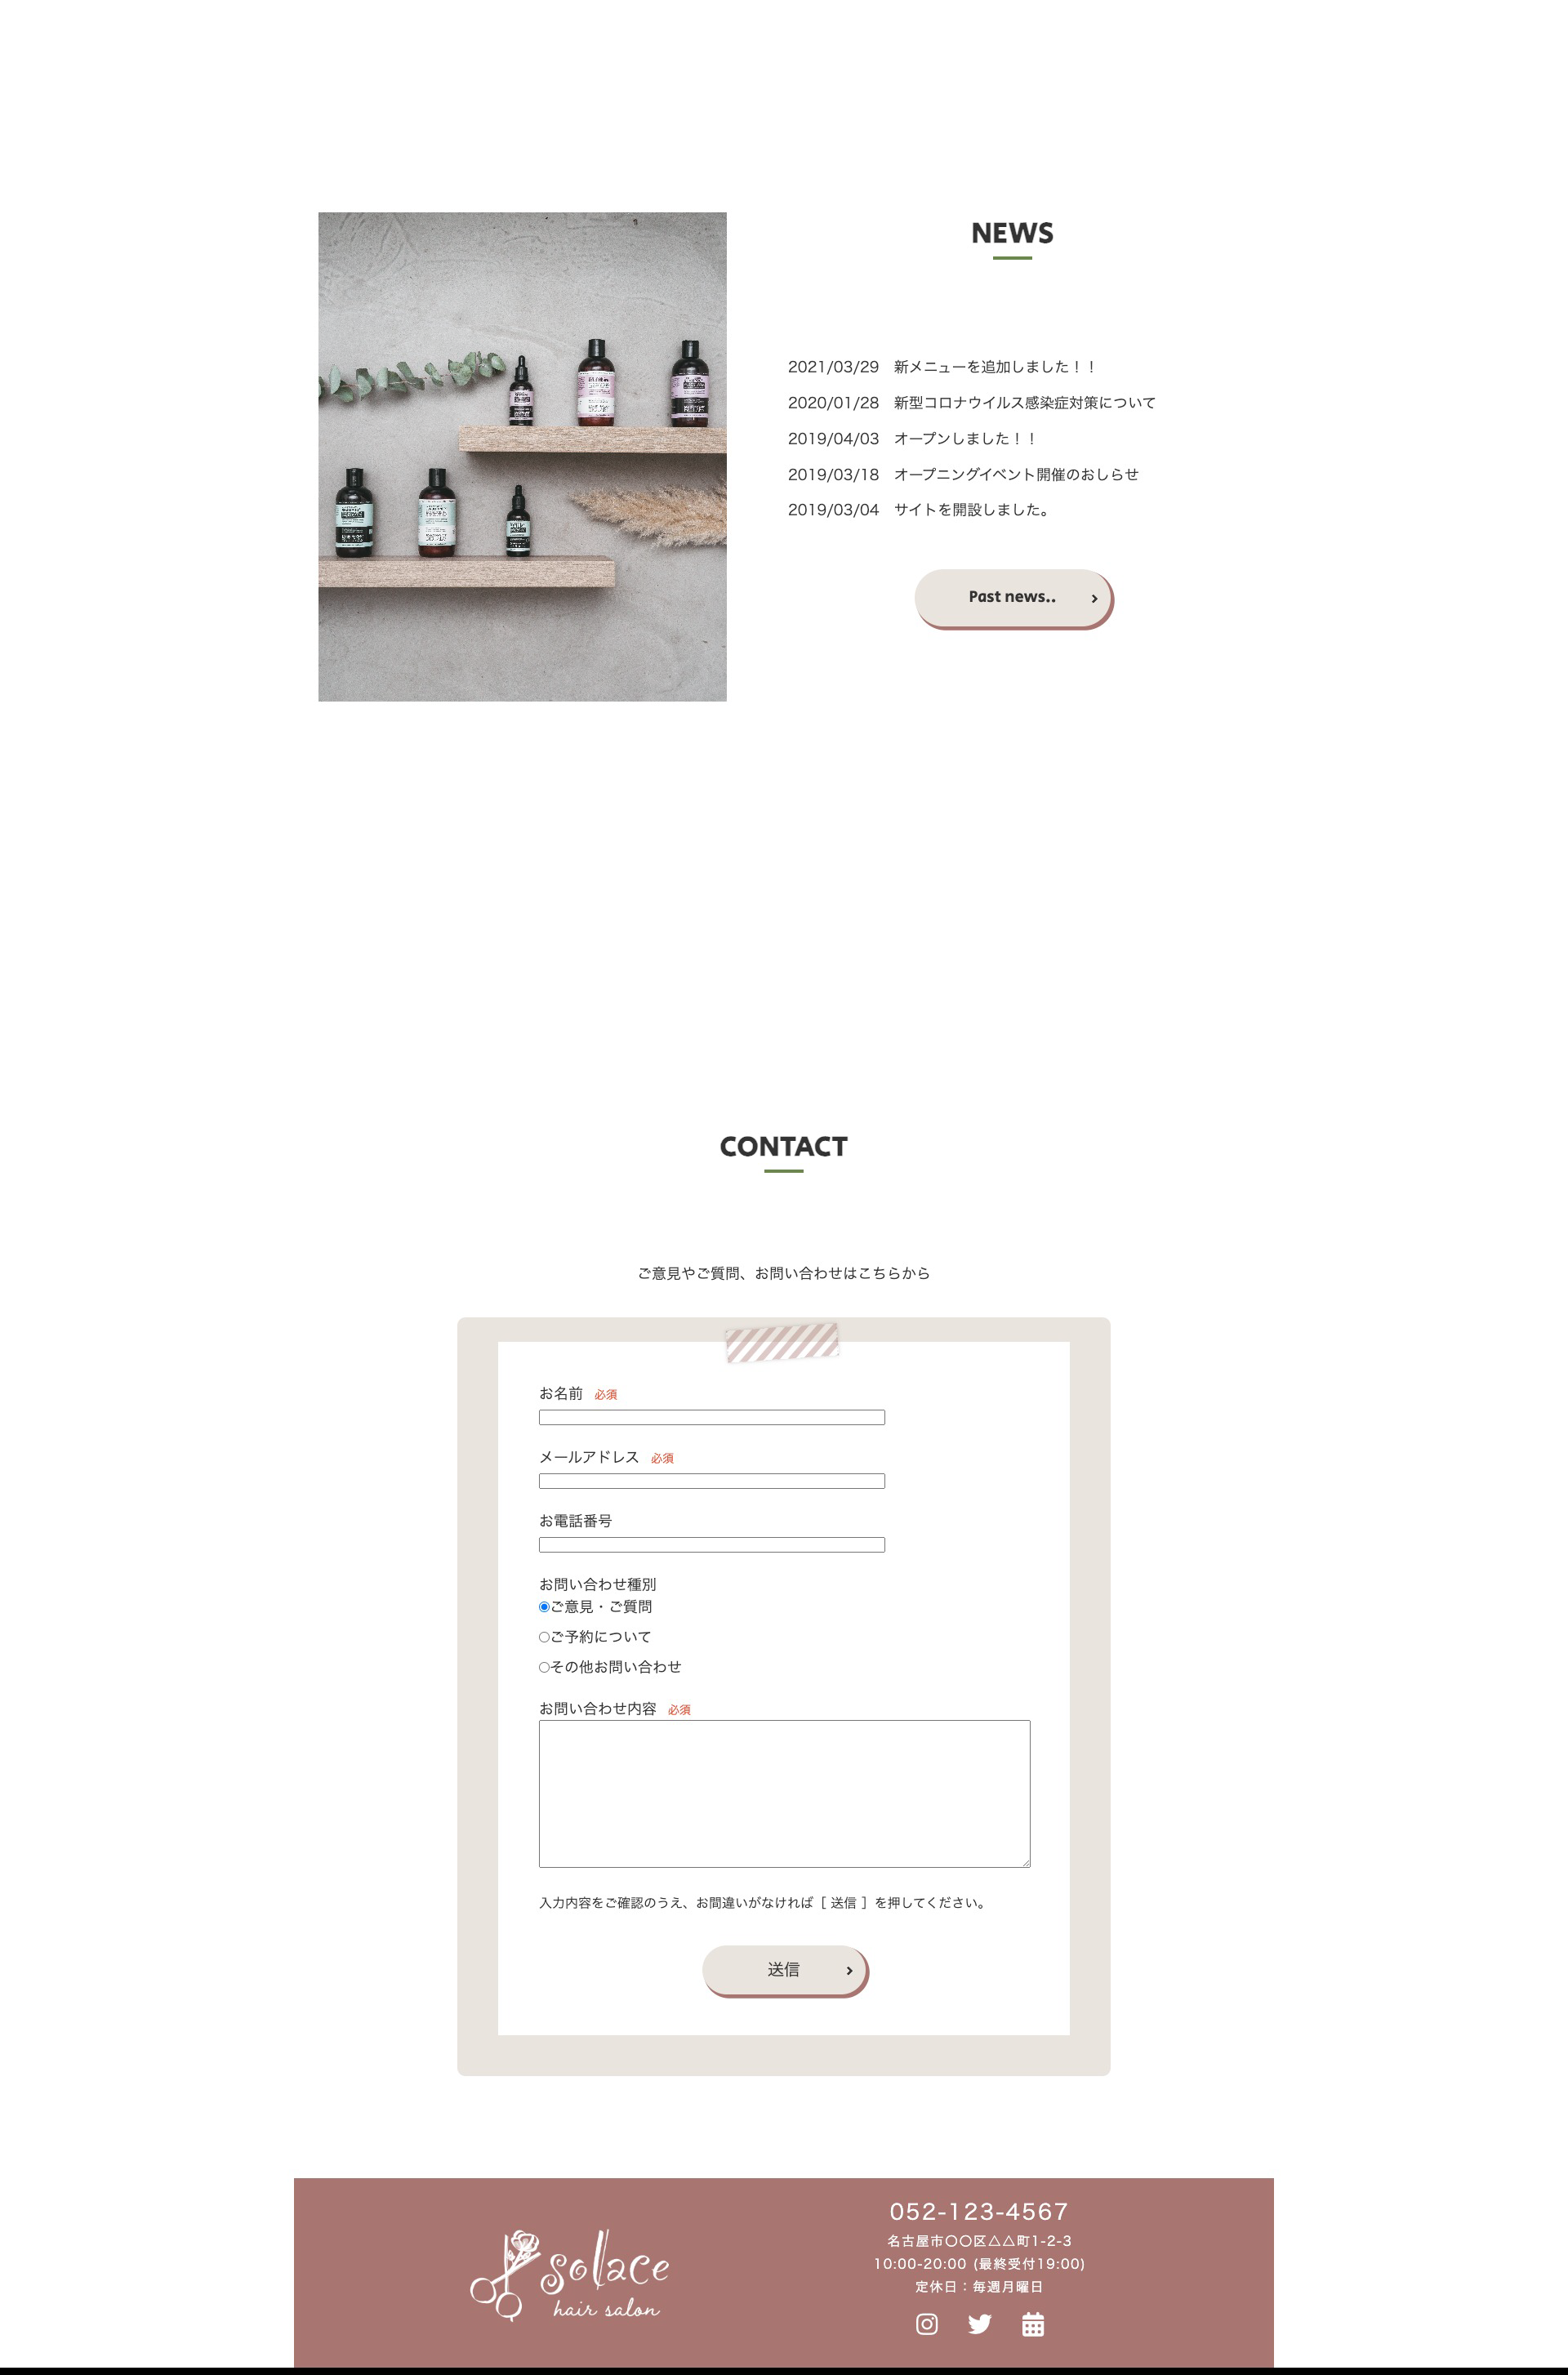 NEWS
2021/03/29 新メニューを追加しました！！
2020/01/28 新型コロナウイルス感染症対策について
2019/04/03 オープンしました！！
2019/03/18 オープニングイベント開催のおしらせ
2019/03/04 サイトを開設しました。
Past news..
CONTACT
ご意見やご質問、お問い合わせはこちらから
お名前 必須
メールアドレス 必須
お電話番号
お問い合わせ種別
ご意見・ご質問
ご予約について
その他お問い合わせ
お問い合わせ内容 必須
入力内容をご確認のうえ、お間違いがなければ［ 送信 ］を押してください。
送信
sollace
hair salon
052-123-4567
名古屋市〇〇区△△町1-2-3
10:00-20:00 (最終受付19:00)
定休日：毎週月曜日